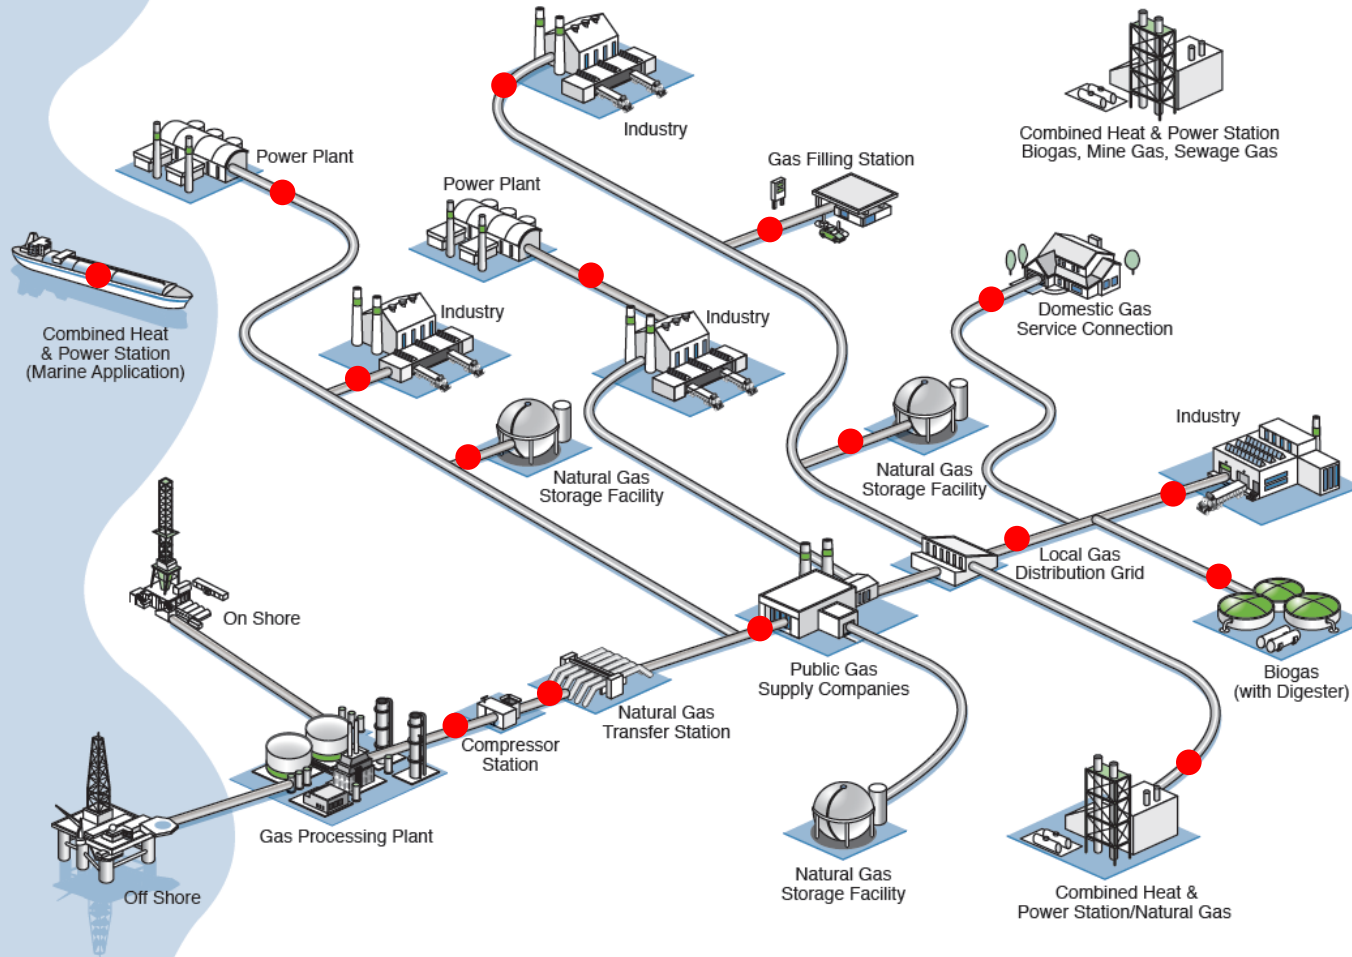 Industry
Combined Heat & Power Station
Biogas, Mine Gas, Sewage Gas
Power Plant
Gas Filling Station
Power Plant
Combined Heat
& Power Station
(Marine Application)
Industry
Industry
Domestic Gas
Service Connection
Industry
Natural Gas
Storage Facility
Natural Gas
Storage Facility
Local Gas
Distribution Grid
On Shore
Public Gas
Supply Companies
Biogas
(with Digester)
Natural Gas
Transfer Station
Compressor
Station
Gas Processing Plant
Off Shore
Natural Gas
Storage Facility
Combined Heat &
Power Station/Natural Gas